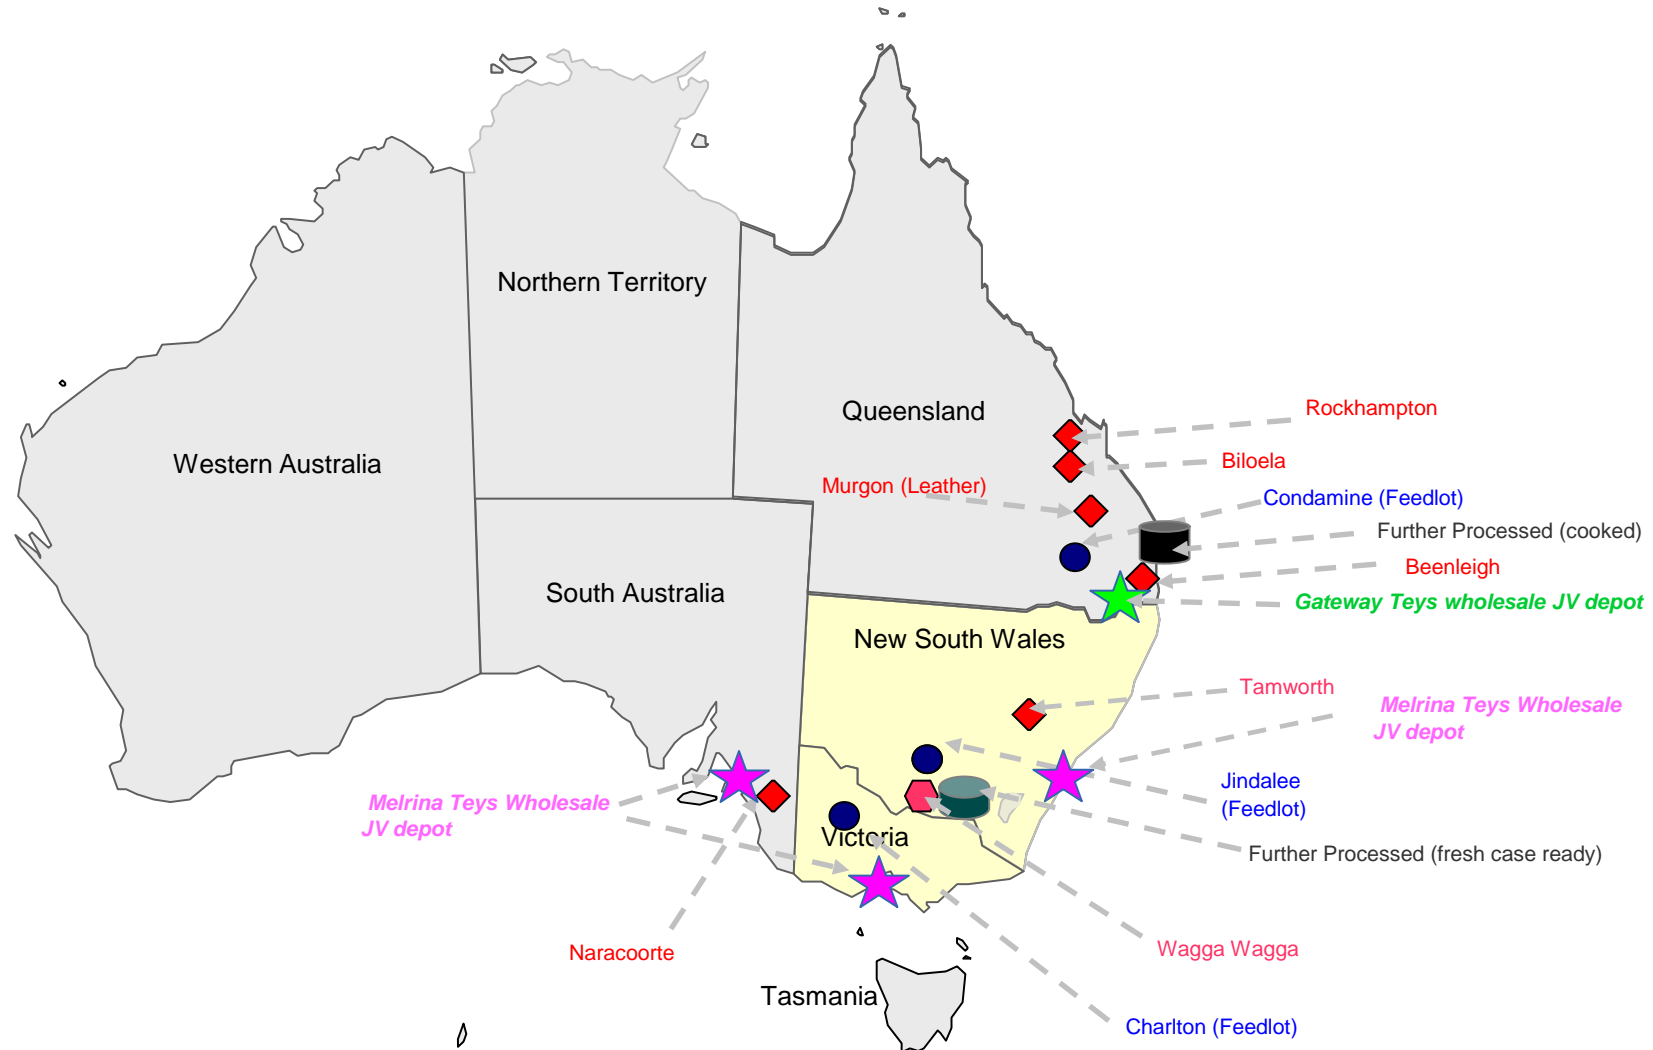 Northern Territory
Queensland
Rockhampton
Western Australia
Biloela
Murgon (Leather)
Condamine (Feedlot)
Further Processed (cooked)
Beenleigh
South Australia
Gateway Teys wholesale JV depot
New South Wales
Tamworth
Melrina Teys Wholesale
JV depot
Jindalee
(Feedlot)
Melrina Teys Wholesale
JV depot
Victoria
Further Processed (fresh case ready)
Naracoorte
Wagga Wagga
Tasmania
Charlton (Feedlot)